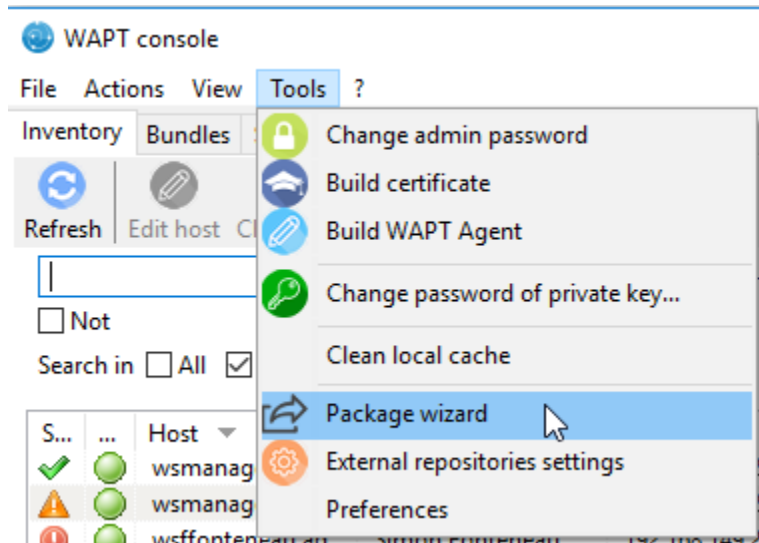 WAPT console
File Actions View Tools ?
Inventory Bundles
Change admin password
Build certificate
Refresh Edit host
Build WAPT Agent
Change password of private key...
Not
Clean local cache
Search in All
Package wizard
S... ... Host
wsmanag
External repositories settings
wsmanag
Preferences